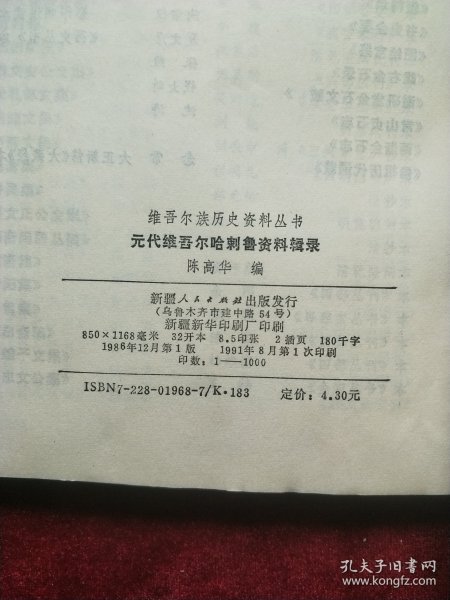 维吾尔族历史资料丛书
元代维吾尔哈剌鲁资料辑录
陈高华 编
新疆人民出版社出版发行
(乌鲁木齐市建中路54号)
新疆新华印刷厂印刷
850×1168毫米 32开本 8.5印张 2插页 180千字
1986年12月第1版 1991年8月第1次印刷
印数:1—1000
ISBN7-228-01968-7/K·183 定价:4.30元
孔夫子旧书网
www.kongfz.com